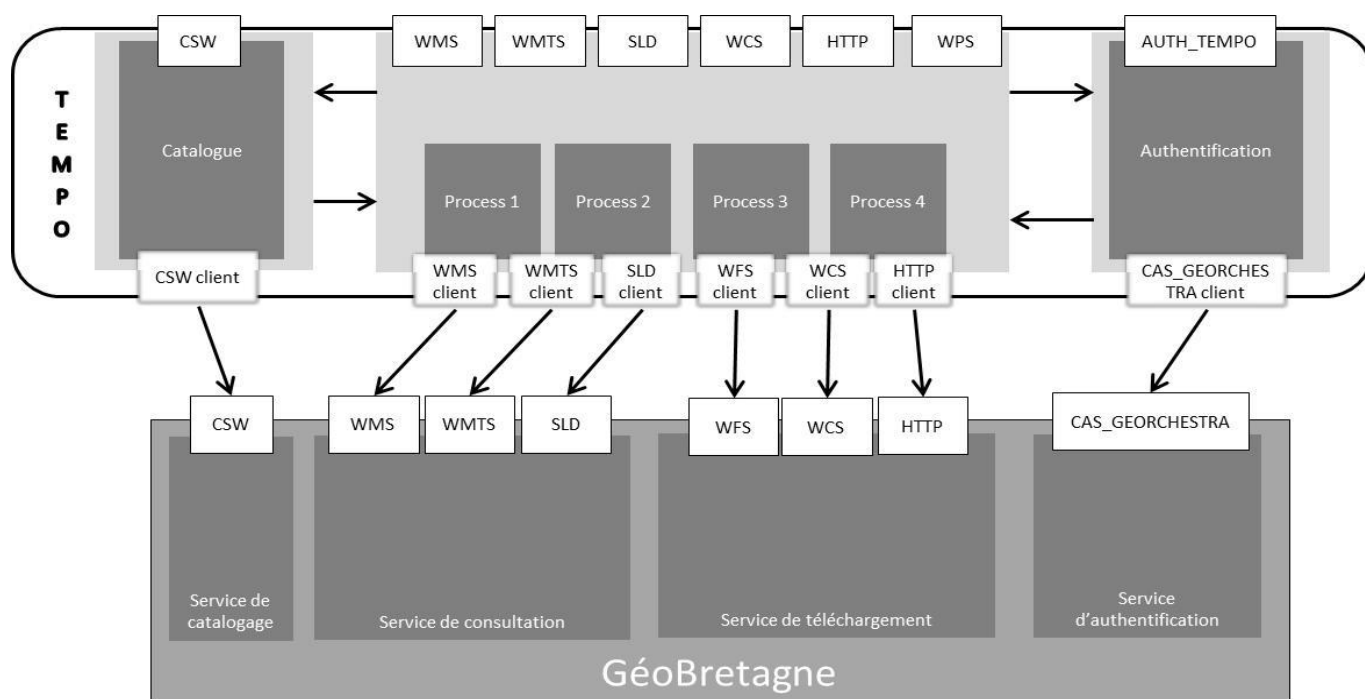 CSW
WMS
WMTS
SLD
WCS
HTTP
WPS
AUTH_TEMPO
TEMPO
Catalogue
Authentification
Process 1
Process 2
Process 3
Process 4
CSW client
WMS
client
WMTS
client
SLD
client
WFS
client
WCS
client
HTTP
client
CAS_GEORCHES
TRA client
CSW
WMS
WMTS
SLD
WFS
WCS
HTTP
CAS_GEORCHESTRA
Service de
catalogage
Service de consultation
Service de téléchargement
Service
d'authentification
GéoBretagne